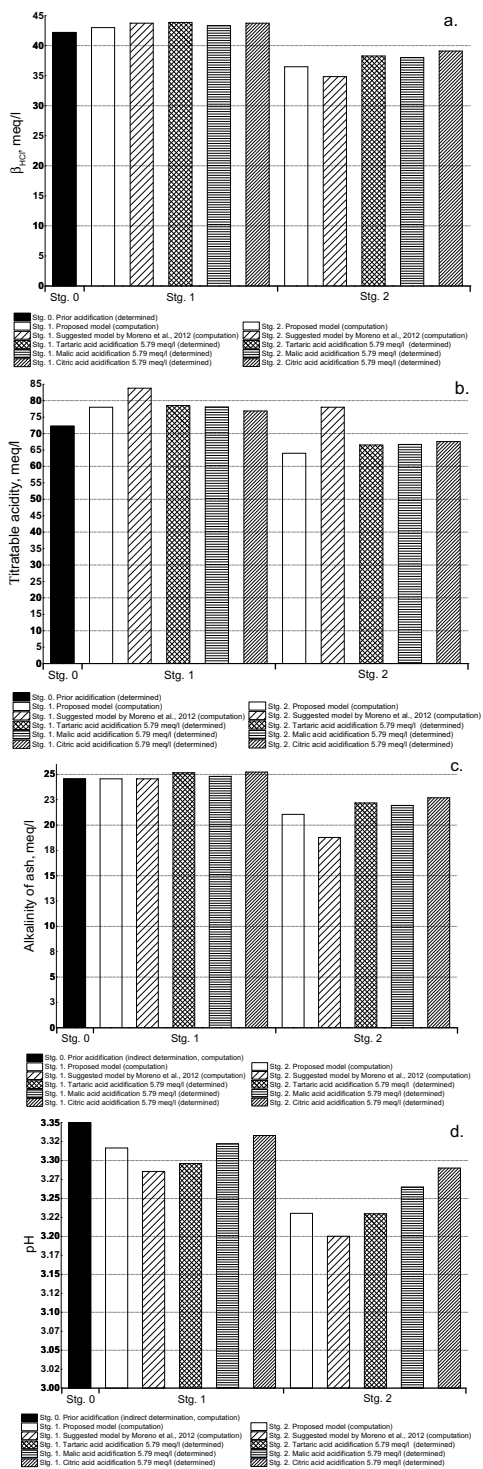 a.
45
40
35
30
25
20
15
10
5
0
β HCl, meq/l
Stg. 0
Stg. 1
Stg. 2
Stg. 0. Prior acidification (determined)
Stg. 1. Proposed model (computation)
Stg. 2. Proposed model (computation)
Stg. 1. Suggested model by Moreno et al., 2012 (computation)
Stg. 2. Suggested model by Moreno et al., 2012 (computation)
Stg. 1. Tartaric acid acidification 5.79 meq/l (determined)
Stg. 2. Tartaric acid acidification 5.79 meq/l (determined)
Stg. 1. Malic acid acidification 5.79 meq/l (determined)
Stg. 2. Malic acid acidification 5.79 meq/l (determined)
Stg. 1. Citric acid acidification 5.79 meq/l (determined)
Stg. 2. Citric acid acidification 5.79 meq/l (determined)
b.
85
80
75
70
65
60
55
50
45
40
35
30
25
20
15
10
5
0
Titratable acidity, meq/l
Stg. 0
Stg. 1
Stg. 2
Stg. 0. Prior acidification (determined)
Stg. 1. Proposed model (computation)
Stg. 2. Proposed model (computation)
Stg. 1. Suggested model by Moreno et al., 2012 (computation)
Stg. 2. Suggested model by Moreno et al., 2012 (computation)
Stg. 1. Tartaric acid acidification 5.79 meq/l (determined)
Stg. 2. Tartaric acid acidification 5.79 meq/l (determined)
Stg. 1. Malic acid acidification 5.79 meq/l (determined)
Stg. 2. Malic acid acidification 5.79 meq/l (determined)
Stg. 1. Citric acid acidification 5.79 meq/l (determined)
Stg. 2. Citric acid acidification 5.79 meq/l (determined)
c.
25
23
20
18
15
13
10
8
5
3
0
Alkalinity of ash, meq/l
Stg. 0
Stg. 1
Stg. 2
Stg. 0. Prior acidification (indirect determination, computation)
Stg. 1. Proposed model (computation)
Stg. 2. Proposed model (computation)
Stg. 1. Suggested model by Moreno et al., 2012 (computation)
Stg. 2. Suggested model by Moreno et al., 2012 (computation)
Stg. 1. Tartaric acid acidification 5.79 meq/l (determined)
Stg. 2. Tartaric acid acidification 5.79 meq/l (determined)
Stg. 1. Malic acid acidification 5.79 meq/l (determined)
Stg. 2. Malic acid acidification 5.79 meq/l (determined)
Stg. 1. Citric acid acidification 5.79 meq/l (determined)
Stg. 2. Citric acid acidification 5.79 meq/l (determined)
d.
3.35
3.32
3.30
3.27
3.25
3.22
3.20
3.17
3.15
3.12
3.10
3.07
3.05
3.02
3.00
pH
Stg. 0
Stg. 1
Stg. 2
Stg. 0. Prior acidification (indirect determination, computation)
Stg. 1. Proposed model (computation)
Stg. 2. Proposed model (computation)
Stg. 1. Suggested model by Moreno et al., 2012 (computation)
Stg. 2. Suggested model by Moreno et al., 2012 (computation)
Stg. 1. Tartaric acid acidification 5.79 meq/l (determined)
Stg. 2. Tartaric acid acidification 5.79 meq/l (determined)
Stg. 1. Malic acid acidification 5.79 meq/l (determined)
Stg. 2. Malic acid acidification 5.79 meq/l (determined)
Stg. 1. Citric acid acidification 5.79 meq/l (determined)
Stg. 2. Citric acid acidification 5.79 meq/l (determined)